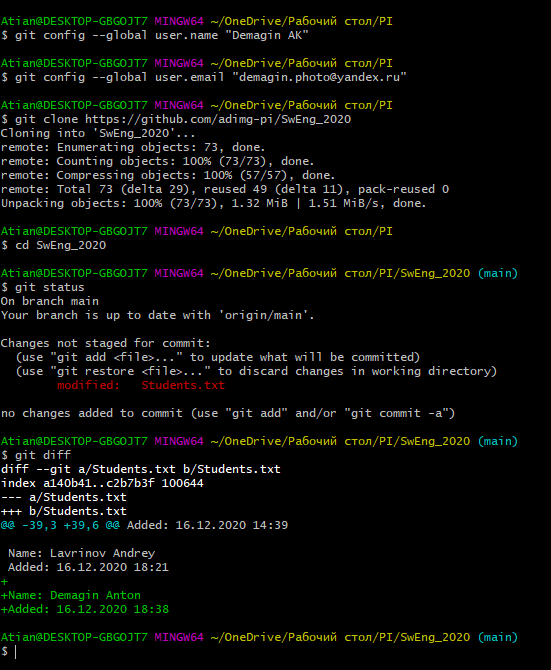 Atian@DESKTOP-GBGOJT7 MINGW64 ~/OneDrive/Рабочий стол/PI
$ git config --global user.name "Demagin AK"
Atian@DESKTOP-GBGOJT7 MINGW64 ~/OneDrive/Рабочий стол/PI
$ git config --global user.email "demagin.photo@yandex.ru"
Atian@DESKTOP-GBGOJT7 MINGW64 ~/OneDrive/Рабочий стол/PI
$ git clone https://github.com/adimg-pi/SwEng_2020
Cloning into 'SwEng_2020'...
remote: Enumerating objects: 73, done.
remote: Counting objects: 100% (73/73), done.
remote: Compressing objects: 100% (57/57), done.
remote: Total 73 (delta 29), reused 49 (delta 11), pack-reused 0
Unpacking objects: 100% (73/73), 1.32 MiB | 1.51 MiB/s, done.
Atian@DESKTOP-GBGOJT7 MINGW64 ~/OneDrive/Рабочий стол/PI
$ cd SwEng_2020
Atian@DESKTOP-GBGOJT7 MINGW64 ~/OneDrive/Рабочий стол/PI/SwEng_2020 (main)
$ git status
On branch main
Your branch is up to date with 'origin/main'.
Changes not staged for commit:
  (use "git add <file>..." to update what will be committed)
  (use "git restore <file>..." to discard changes in working directory)
        modified:   Students.txt
no changes added to commit (use "git add" and/or "git commit -a")
Atian@DESKTOP-GBGOJT7 MINGW64 ~/OneDrive/Рабочий стол/PI/SwEng_2020 (main)
$ git diff
diff --git a/Students.txt b/Students.txt
index a140b41..c2b7b3f 100644
--- a/Students.txt
+++ b/Students.txt
@@ -39,3 +39,6 @@ Added: 16.12.2020 14:39
 Name: Lavrinov Andrey
 Added: 16.12.2020 18:21
+
+Name: Demagin Anton
+Added: 16.12.2020 18:38
Atian@DESKTOP-GBGOJT7 MINGW64 ~/OneDrive/Рабочий стол/PI/SwEng_2020 (main)
$